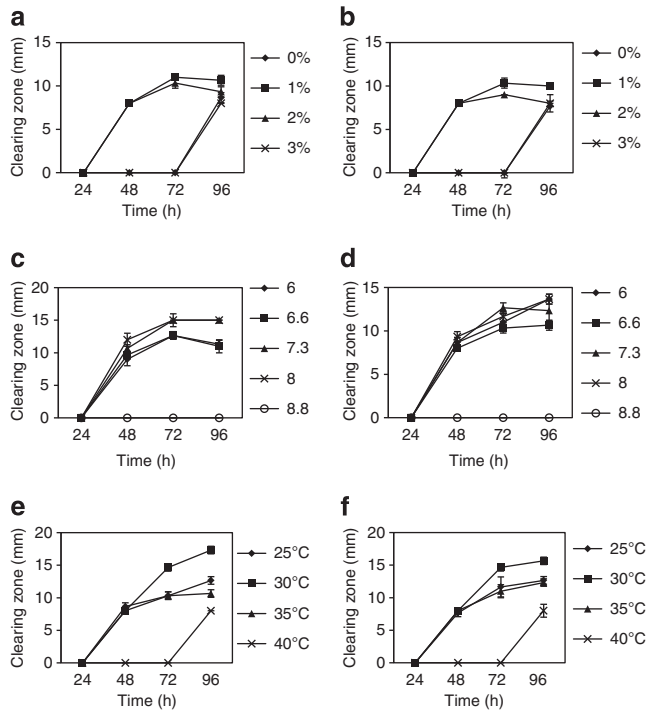 a
Clearing zone (mm)
15
10
5
0
24 48 72 96
Time (h)
0%
1%
2%
3%
b
Clearing zone (mm)
15
10
5
0
24 48 72 96
Time (h)
0%
1%
2%
3%
c
Clearing zone (mm)
20
15
10
5
0
24 48 72 96
Time (h)
6
6.6
7.3
8
8.8
d
Clearing zone (mm)
15
10
5
0
24 48 72 96
Time (h)
6
6.6
7.3
8
8.8
e
Clearing zone (mm)
20
15
10
5
0
24 48 72 96
Time (h)
25°C
30°C
35°C
40°C
f
Clearing zone (mm)
20
15
10
5
0
24 48 72 96
Time (h)
25°C
30°C
35°C
40°C